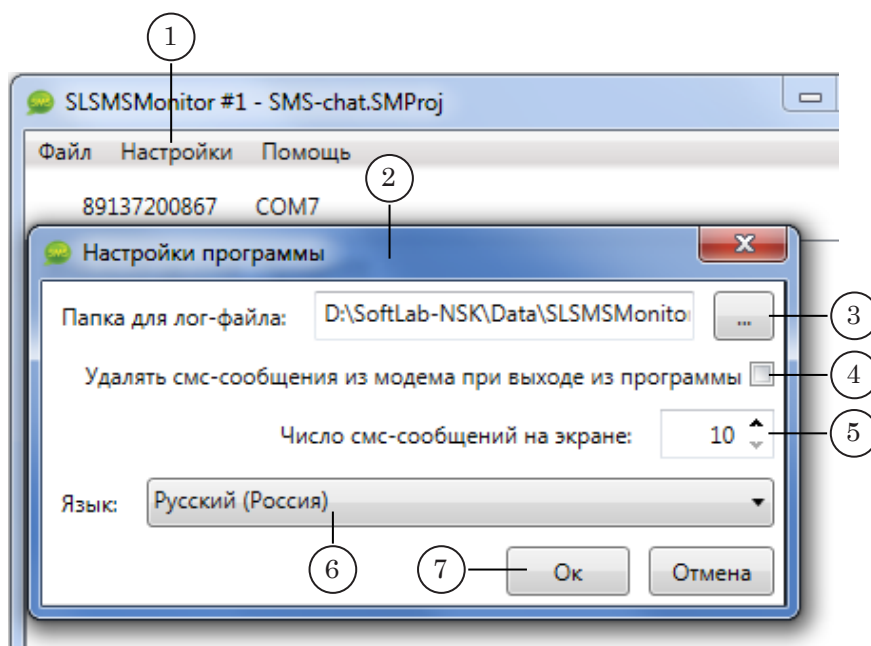 1
SLSMSMonitor #1 - SMS-chat.SMProj
Файл Настройки Помощь
2
89137200867 COM7
Настройки программы
Папка для лог-файла: D:\SoftLab-NSK\Data\SLSMSMonitor ... 3
Удалять смс-сообщения из модема при выходе из программы 4
Число смс-сообщений на экране: 10 5
Язык: Русский (Россия)
6 7 Ок Отмена